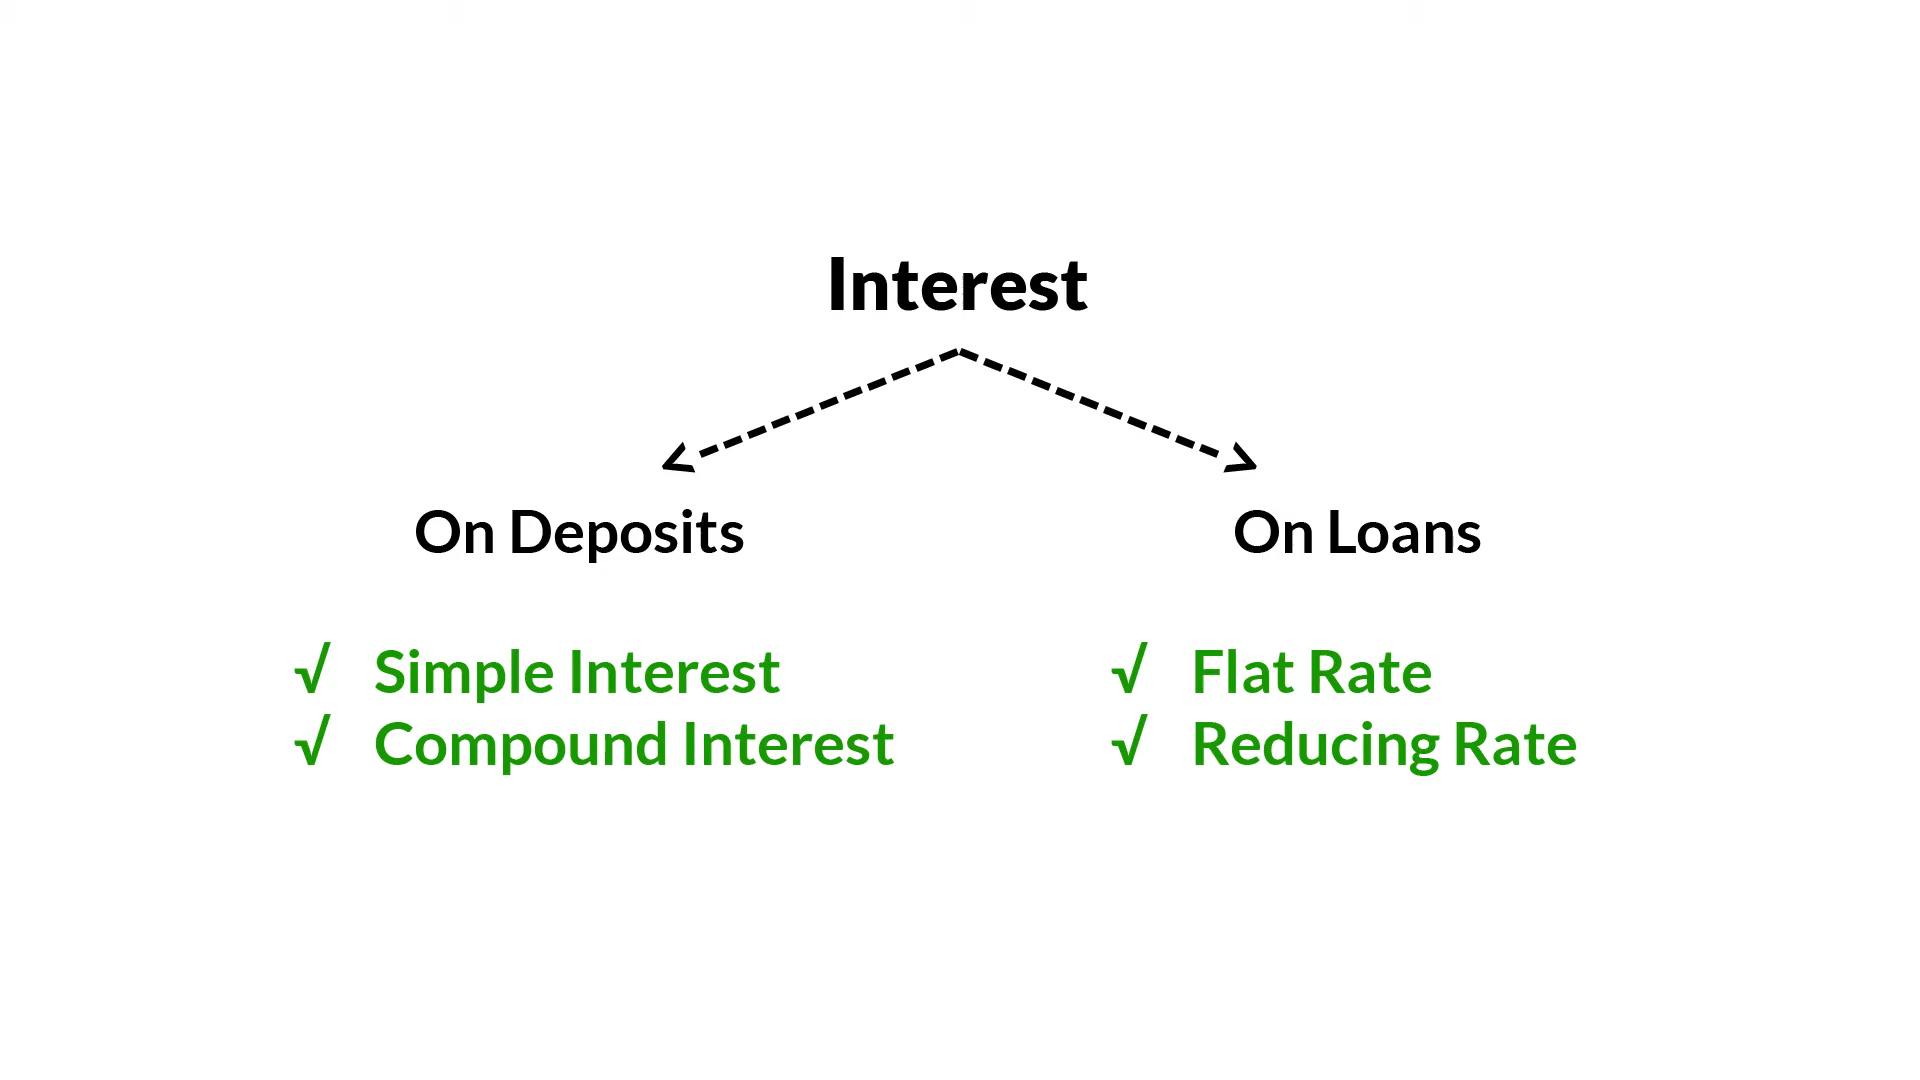 Interest
On Deposits
√ Simple Interest
√ Compound Interest
On Loans
√ Flat Rate
√ Reducing Rate